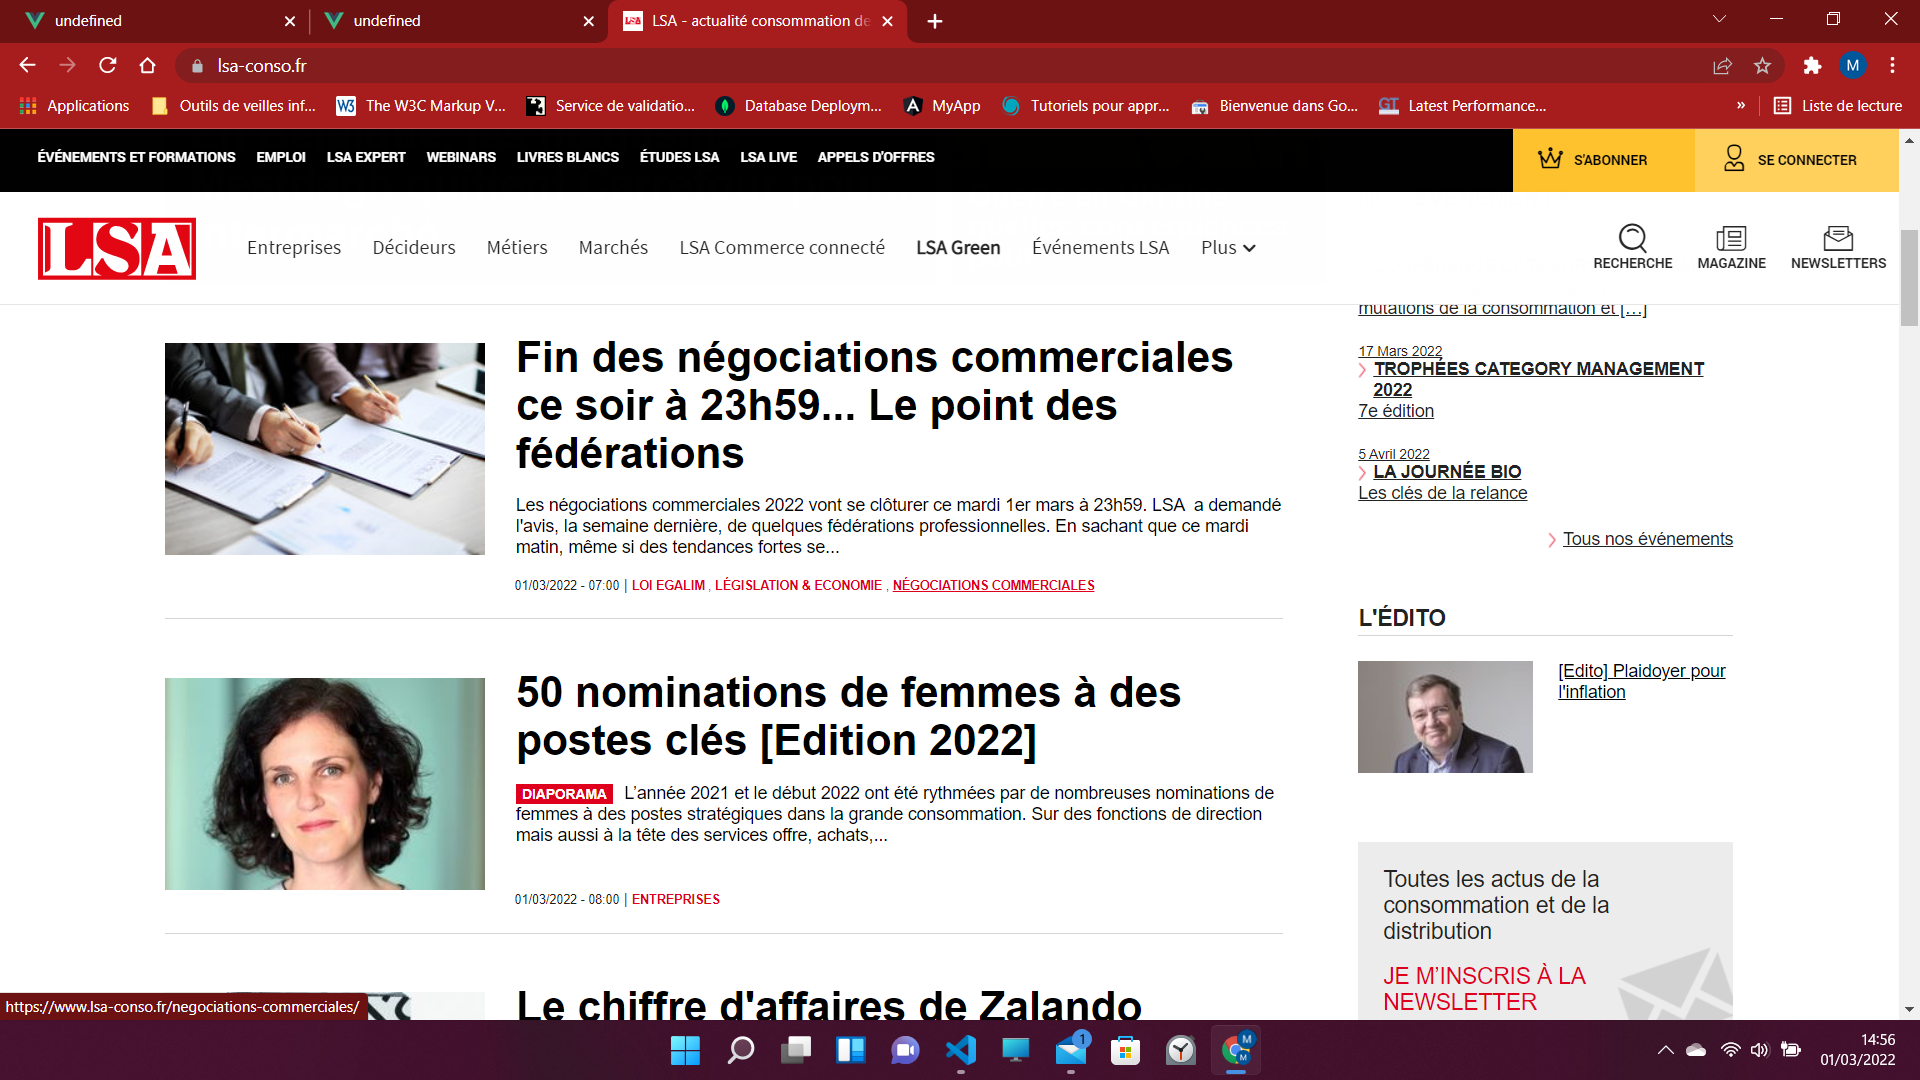 undefined
undefined
LSA - actualité consommation de
lsa-conso.fr
M
Applications
Outils de veilles inf...
The W3C Markup V...
Service de validatio...
Database Deploym...
MyApp
Tutoriels pour appr...
Bienvenue dans Go...
Latest Performance...
»
Liste de lecture
ÉVÉNEMENTS ET FORMATIONS
EMPLOI
LSA EXPERT
WEBINARS
LIVRES BLANCS
ÉTUDES LSA
LSA LIVE
APPELS D'OFFRES
S'ABONNER
SE CONNECTER
LSA
Entreprises
Décideurs
Métiers
Marchés
LSA Commerce connecté
LSA Green
Événements LSA
Plus
RECHERCHE
MAGAZINE
NEWSLETTERS
Fin des négociations commerciales
ce soir à 23h59... Le point des
fédérations
Les négociations commerciales 2022 vont se clôturer ce mardi 1er mars à 23h59. LSA a demandé
l'avis, la semaine dernière, de quelques fédérations professionnelles. En sachant que ce mardi
matin, même si des tendances fortes se...
01/03/2022 - 07:00 | LOI EGALIM , LÉGISLATION & ECONOMIE , NÉGOCIATIONS COMMERCIALES
50 nominations de femmes à des
postes clés [Edition 2022]
DIAPORAMA L’année 2021 et le début 2022 ont été rythmées par de nombreuses nominations de
femmes à des postes stratégiques dans la grande consommation. Sur des fonctions de direction
mais aussi à la tête des services offre, achats,...
01/03/2022 - 08:00 | ENTREPRISES
Le chiffre d'affaires de Zalando
mutations de la consommation et […]
17 Mars 2022
TROPHÉES CATEGORY MANAGEMENT
2022
7e édition
5 Avril 2022
LA JOURNÉE BIO
Les clés de la relance
Tous nos événements
L'ÉDITO
[Edito] Plaidoyer pour
l'inflation
Toutes les actus de la
consommation et de la
distribution
JE M’INSCRIS À LA
NEWSLETTER
https://www.lsa-conso.fr/negociations-commerciales/
1
M
M
14:56
01/03/2022